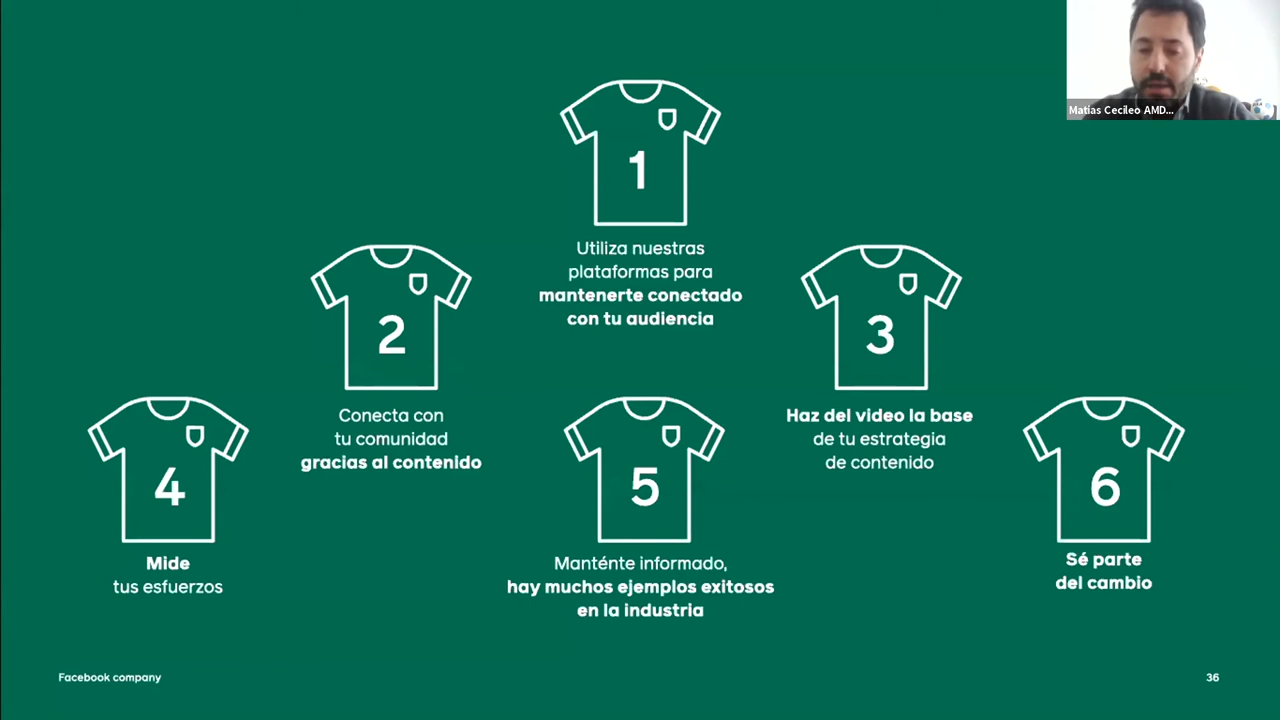 Matías Cecileo AMD...
1
Utiliza nuestras
plataformas para
mantenerte conectado
con tu audiencia
2
Conecta con
tu comunidad
gracias al contenido
3
Haz del video la base
de tu estrategia
de contenido
4
Mide
tus esfuerzos
5
Manténte informado,
hay muchos ejemplos exitosos
en la industria
6
Sé parte
del cambio
Facebook company
36